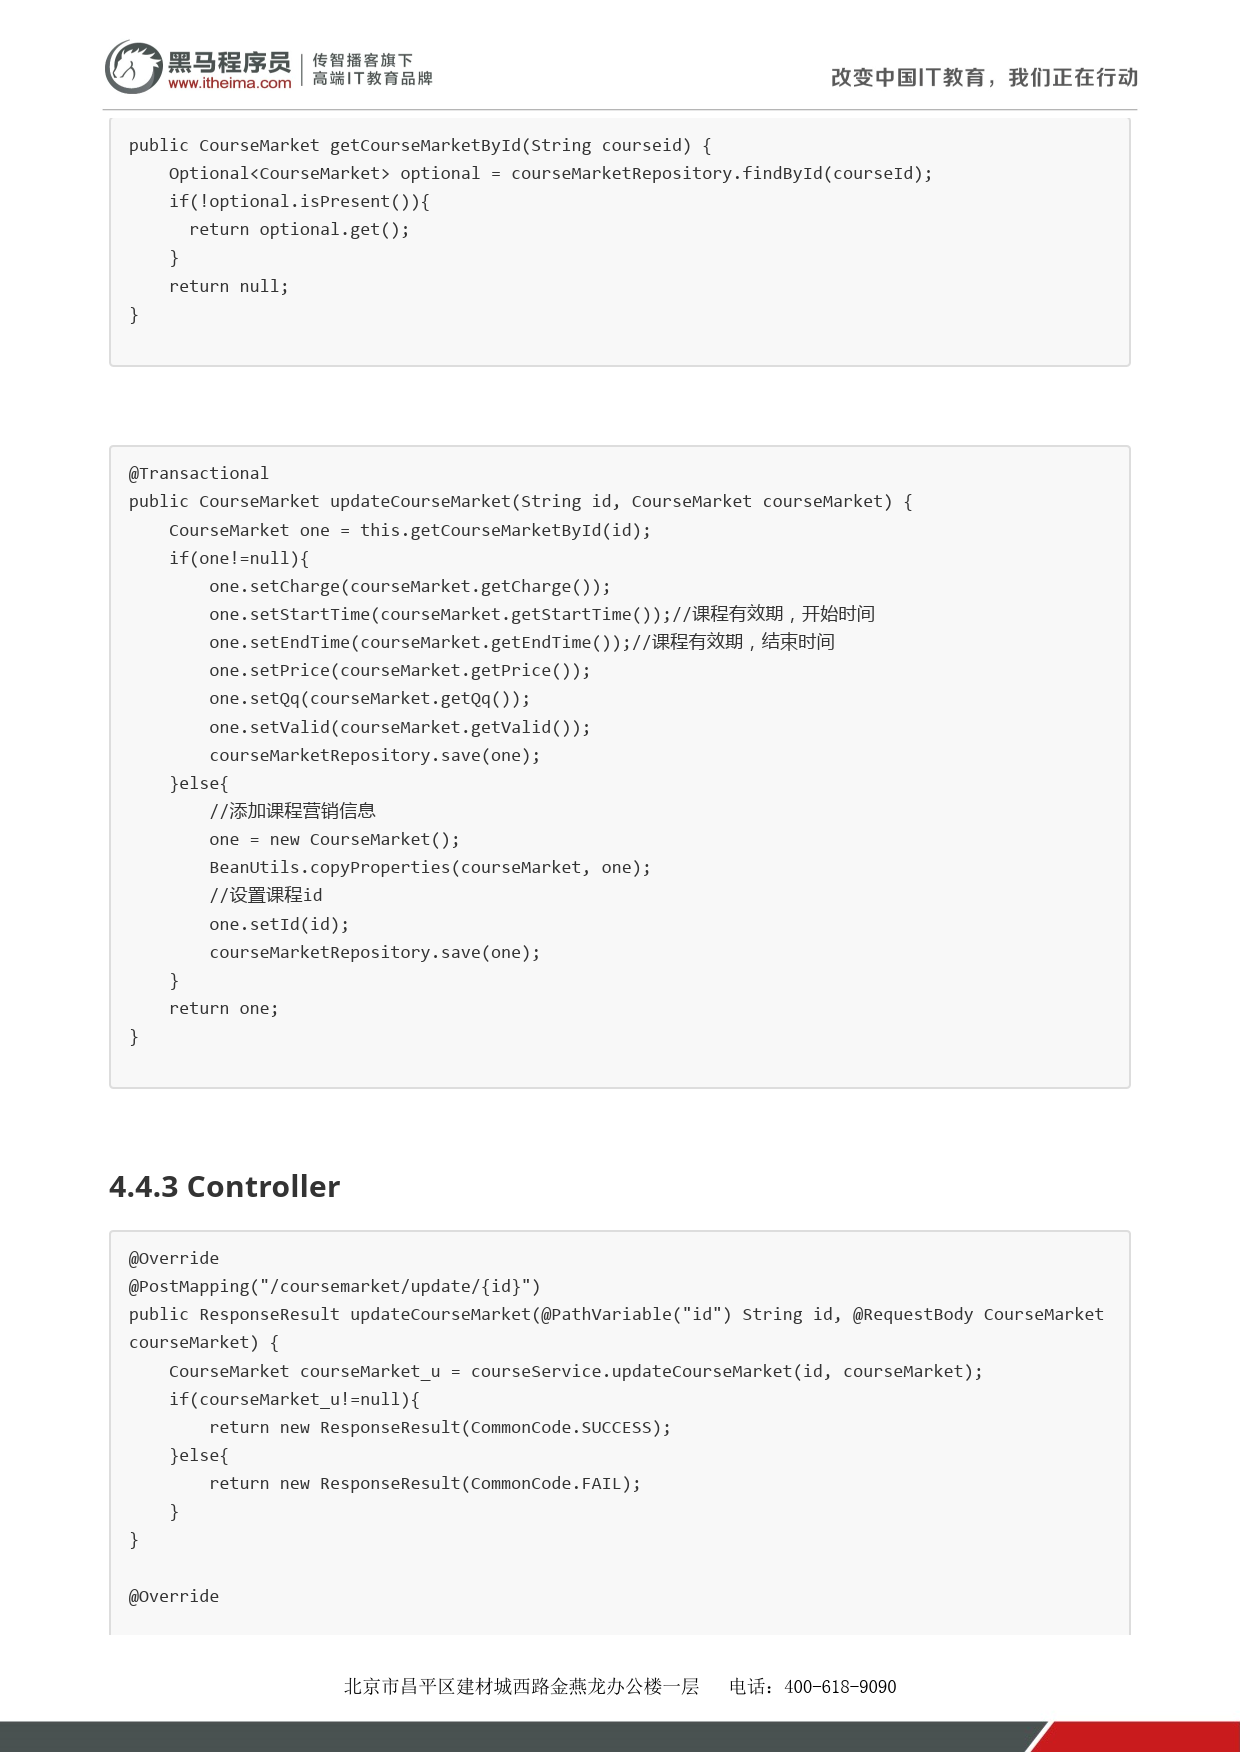 黑马程序员
www.itheima.com
传智播客旗下
高端IT教育品牌
改变中国IT教育，我们正在行动
public CourseMarket getCourseMarketById(String courseid) {
    Optional<CourseMarket> optional = courseMarketRepository.findById(courseId);
    if(!optional.isPresent()){
      return optional.get();
    }
    return null;
}
@Transactional
public CourseMarket updateCourseMarket(String id, CourseMarket courseMarket) {
    CourseMarket one = this.getCourseMarketById(id);
    if(one!=null){
        one.setCharge(courseMarket.getCharge());
        one.setStartTime(courseMarket.getStartTime());//课程有效期，开始时间
        one.setEndTime(courseMarket.getEndTime());//课程有效期，结束时间
        one.setPrice(courseMarket.getPrice());
        one.setQq(courseMarket.getQq());
        one.setValid(courseMarket.getValid());
        courseMarketRepository.save(one);
    }else{
        //添加课程营销信息
        one = new CourseMarket();
        BeanUtils.copyProperties(courseMarket, one);
        //设置课程id
        one.setId(id);
        courseMarketRepository.save(one);
    }
    return one;
}
4.4.3 Controller
@Override
@PostMapping("/coursemarket/update/{id}")
public ResponseResult updateCourseMarket(@PathVariable("id") String id, @RequestBody CourseMarket
courseMarket) {
    CourseMarket courseMarket_u = courseService.updateCourseMarket(id, courseMarket);
    if(courseMarket_u!=null){
        return new ResponseResult(CommonCode.SUCCESS);
    }else{
        return new ResponseResult(CommonCode.FAIL);
    }
}
@Override
北京市昌平区建材城西路金燕龙办公楼一层 电话：400-618-9090